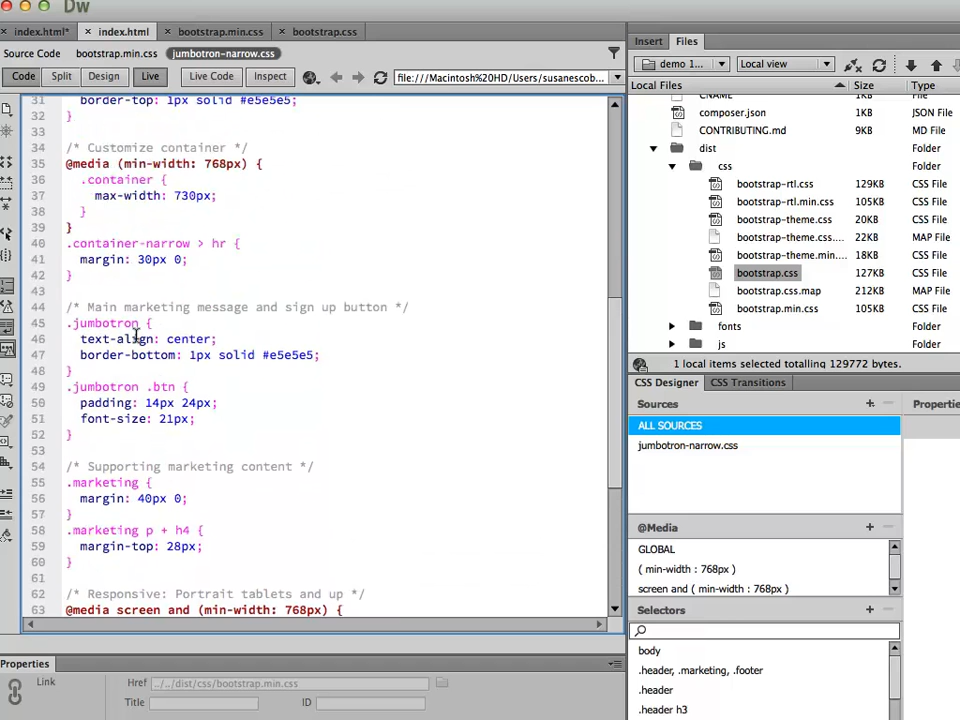 Dw
index.html*
× index.html
× bootstrap.min.css
× bootstrap.css
Source Code bootstrap.min.css jumbotron-narrow.css
Code Split Design Live Live Code Inspect file:///Macintosh%20HD/Users/susanescob...
31 border-top: 1px solid #e5e5e5;
32 }
33
34 /* Customize container */
35 @media (min-width: 768px) {
36 .container {
37 max-width: 730px;
38 }
39 }
40 .container-narrow > hr {
41 margin: 30px 0;
42 }
43
44 /* Main marketing message and sign up button */
45 .jumbotron {
46 text-align: center;
47 border-bottom: 1px solid #e5e5e5;
48 }
49 .jumbotron .btn {
50 padding: 14px 24px;
51 font-size: 21px;
52 }
53
54 /* Supporting marketing content */
55 .marketing {
56 margin: 40px 0;
57 }
58 .marketing p + h4 {
59 margin-top: 28px;
60 }
61
62 /* Responsive: Portrait tablets and up */
63 @media screen and (min-width: 768px) {
Properties
Link
Href ../../dist/css/bootstrap.min.css
Title
ID
Insert Files
demo 1... Local view
Local Files Size Type
CNAME 1KB File
composer.json 1KB JSON File
CONTRIBUTING.md 9KB MD File
dist Folder
css Folder
bootstrap-rtl.css 129KB CSS File
bootstrap-rtl.min.css 105KB CSS File
bootstrap-theme.css 20KB CSS File
bootstrap-theme.css.... 22KB MAP File
bootstrap-theme.min.... 18KB CSS File
bootstrap.css 127KB CSS File
bootstrap.css.map 212KB MAP File
bootstrap.min.css 105KB CSS File
fonts Folder
js Folder
1 local items selected totalling 129772 bytes.
CSS Designer CSS Transitions
Sources
ALL SOURCES
jumbotron-narrow.css
@Media
GLOBAL
( min-width : 768px )
screen and ( min-width : 768px )
Selectors
body
.header, .marketing, .footer
.header
.header h3
Propertie